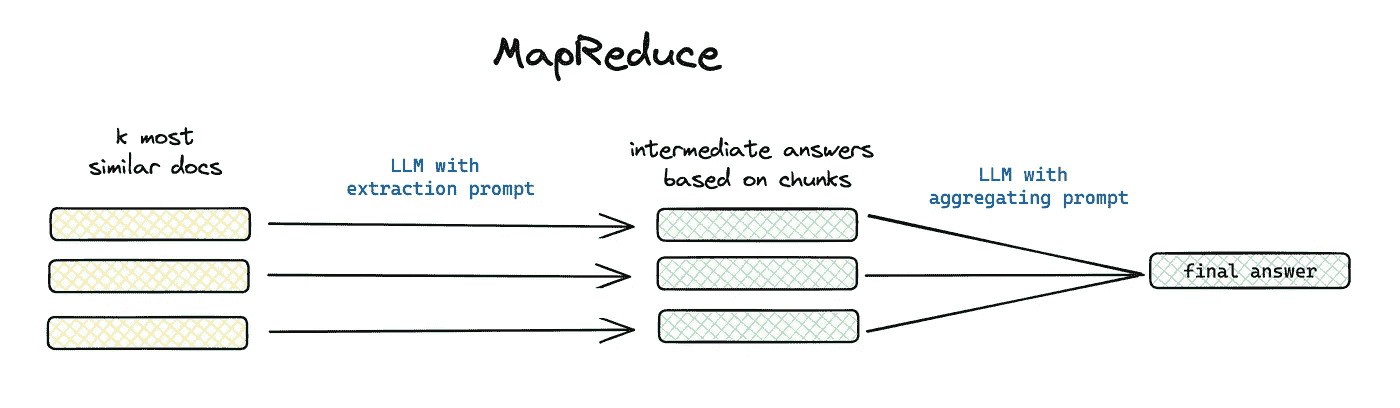 MapReduce
k most
similar docs
LLM with
extraction prompt
intermediate answers
based on chunks
LLM with
aggregating prompt
final answer